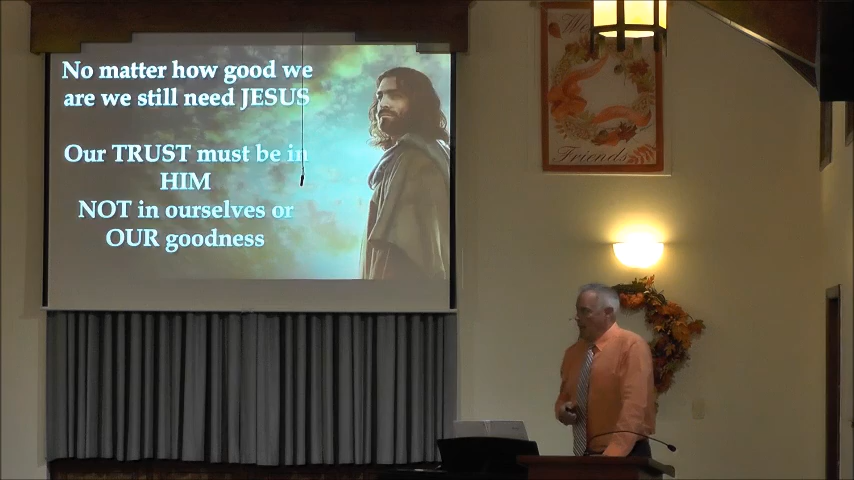 No matter how good we
are we still need JESUS
Our TRUST must be in
HIM
NOT in ourselves or
OUR goodness
Friends